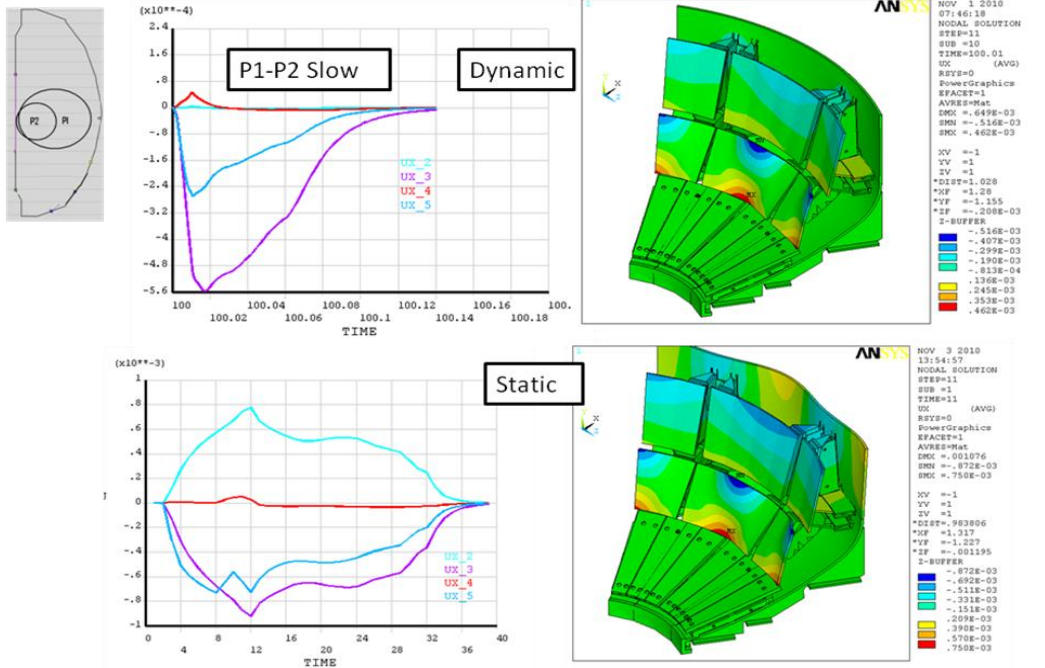 P2 P1
(x10**-4)
2.4
1.6
.8
0
-.8
-1.6
-2.4
-3.2
-4
-4.8
-5.6
P1-P2 Slow
Dynamic
UX_2
UX_3
UX_4
UX_5
100 100.04 100.08 100.12 100.16 100.
100.02 100.06 100.1 100.14 100.18
TIME
1
ANSYS
Y
X
Z
MN
MX
NOV 1 2010
07:46:18
NODAL SOLUTION
STEP=11
SUB =10
TIME=100.01
UX (AVG)
RSYS=0
PowerGraphics
EFACET=1
AVRES=Mat
DMX =.649E-03
SMN =-.516E-03
SMX =.462E-03
XV =-1
YV =1
ZV =1
*DIST=1.028
*XF =1.28
*YF =-1.155
*ZF =-.208E-03
Z-BUFFER
-.516E-03
-.407E-03
-.299E-03
-.190E-03
-.813E-04
.136E-03
.245E-03
.353E-03
.462E-03
(x10**-3)
1
.8
.6
.4
.2
0
-.2
-.4
-.6
-.8
-1
Static
UX_2
UX_3
UX_4
UX_5
0 8 16 24 32 40
4 12 20 28 36
TIME
1
ANSYS
Y
X
Z
MN
MX
NOV 3 2010
13:54:57
NODAL SOLUTION
STEP=11
SUB =1
TIME=11
UX (AVG)
RSYS=0
PowerGraphics
EFACET=1
AVRES=Mat
DMX =.001076
SMN =-.872E-03
SMX =.750E-03
XV =-1
YV =1
ZV =1
*DIST=.983806
*XF =1.317
*YF =-1.227
*ZF =-.001195
Z-BUFFER
-.872E-03
-.692E-03
-.511E-03
-.331E-03
-.151E-03
.209E-03
.390E-03
.570E-03
.750E-03